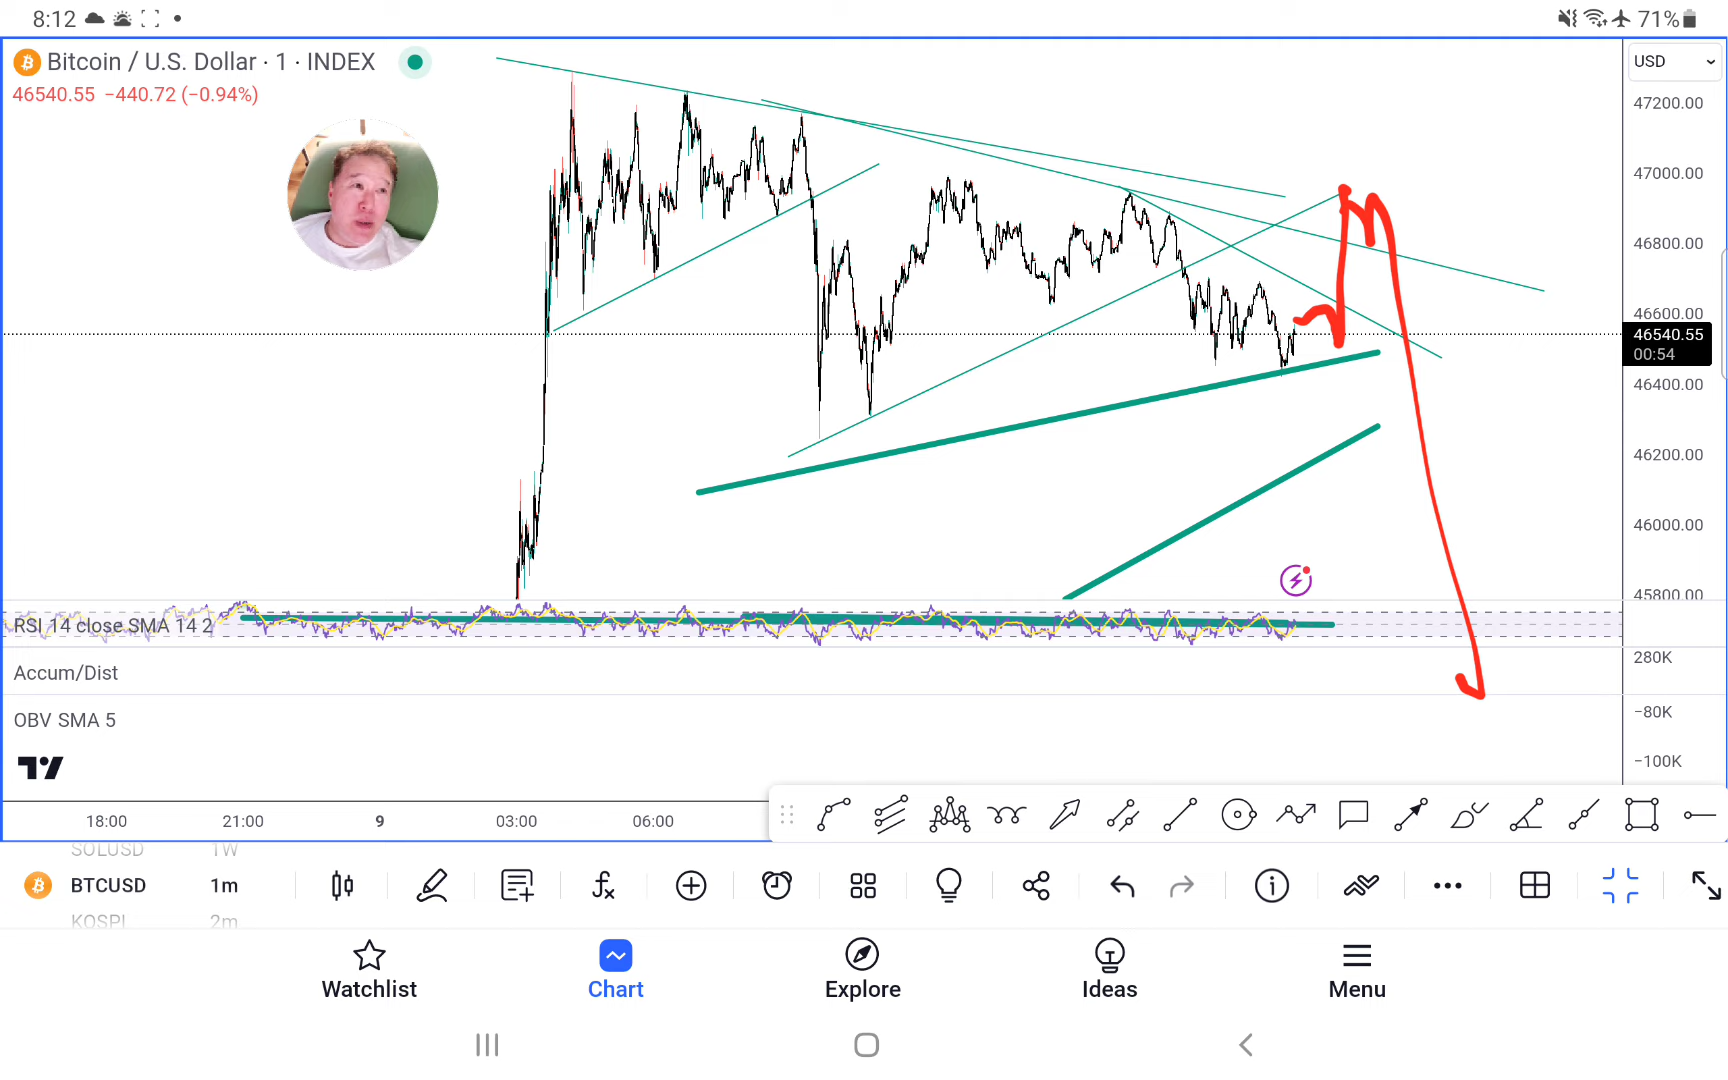 8:12 71%
Bitcoin / U.S. Dollar · 1 · INDEX
46540.55 −440.72 (−0.94%)
USD
47200.00
47000.00
46800.00
46600.00
46540.55
00:54
46400.00
46200.00
46000.00
45800.00
RSI 14 close SMA 14 2
280K
Accum/Dist
−80K
OBV SMA 5
−100K
18:00 21:00 9 03:00 06:00
SOLUSD 1W
BTCUSD 1m
KOSPI 2m
Watchlist Chart Explore Ideas Menu